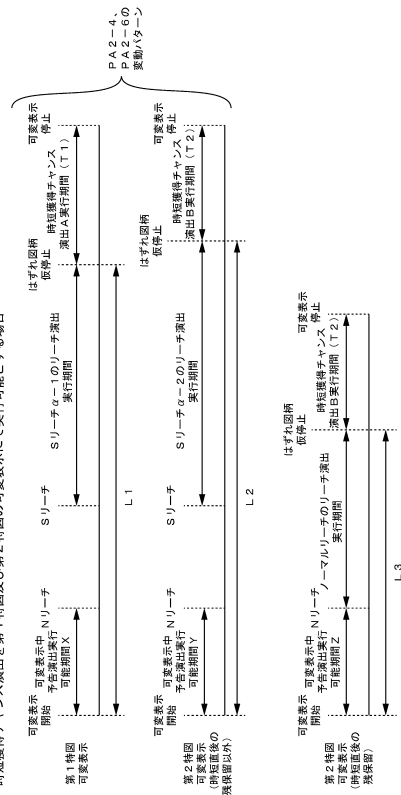 時短獲得チャンス演出を第１特図及び第２特図の可変表示にて実行可能とする場合
第１特図
可変表示
可変表示
開始
可変表示中
予告演出実行
可能期間Ｘ
Ｎリーチ
Ｓリーチ
Ｓリーチα－１のリーチ演出
実行期間
はずれ図柄
仮停止
時短獲得チャンス
演出Ａ実行期間（Ｔ１）
可変表示
停止
Ｌ１
ＰＡ２－４、
ＰＡ２－６の
変動パターン
第２特図
可変表示
(時短直後の
残保留以外)
可変表示
開始
可変表示中
予告演出実行
可能期間Ｙ
Ｎリーチ
Ｓリーチ
Ｓリーチα－２のリーチ演出
実行期間
はずれ図柄
仮停止
時短獲得チャンス
演出Ｂ実行期間（Ｔ２）
可変表示
停止
Ｌ２
第２特図
可変表示
(時短直後の
残保留)
可変表示
開始
可変表示中
予告演出実行
可能期間Ｚ
Ｎリーチ
ノーマルリーチのリーチ演出
実行期間
はずれ図柄
仮停止
時短獲得チャンス
演出Ｂ実行期間（Ｔ２）
可変表示
停止
Ｌ３